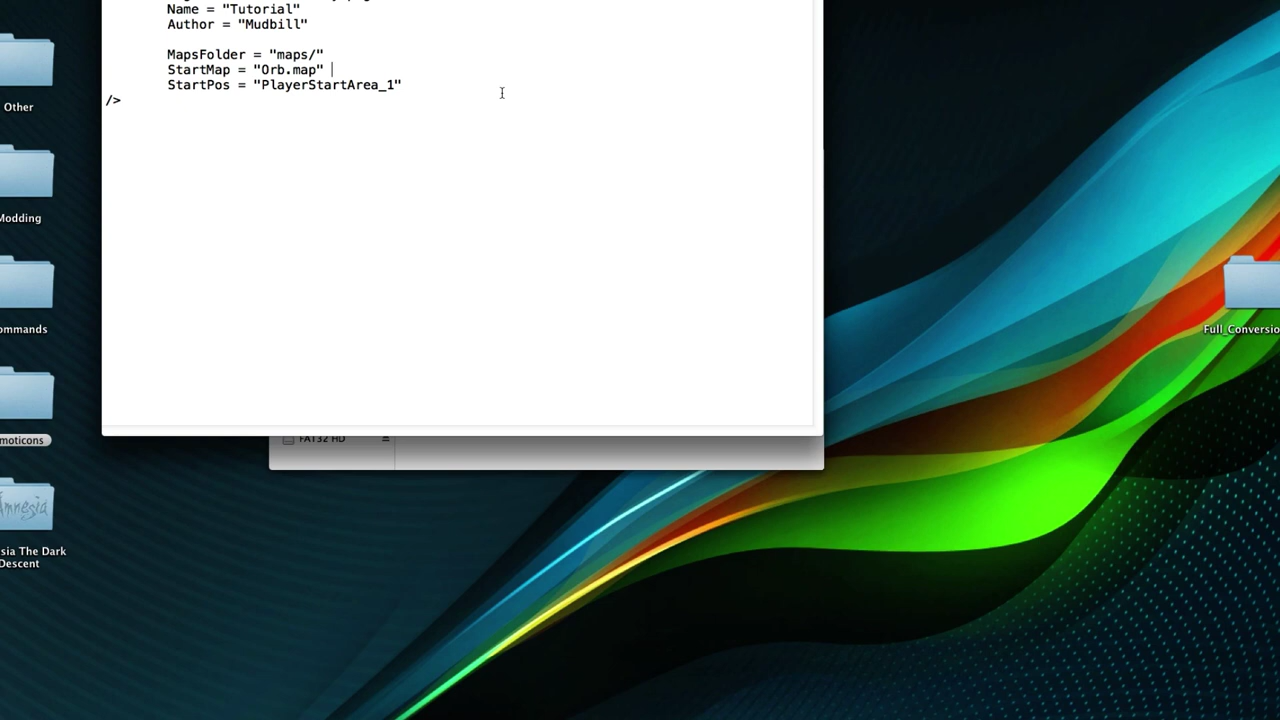 Name = "Tutorial"
Author = "Mudbill"
MapsFolder = "maps/"
StartMap = "Orb.map"
StartPos = "PlayerStartArea_1"
/>
Other
Modding
ommands
moticons
Amnesia
sia The Dark
Descent
Full_Conversio
FAT32 HD